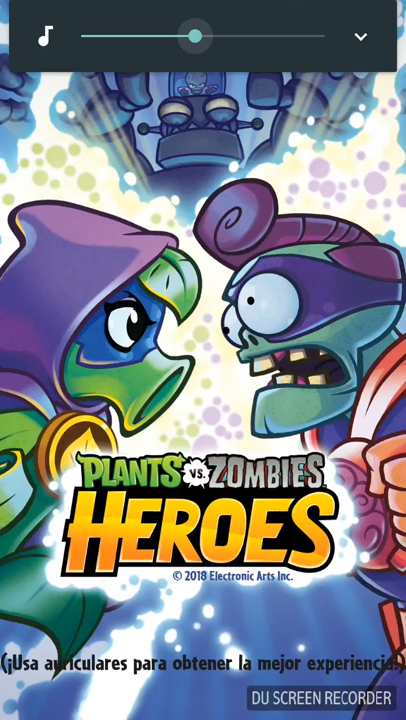 PLANTS VS. ZOMBIES
HEROES
© 2018 Electronic Arts Inc.
(¡Usa auriculares para obtener la mejor experiencia!)
DU SCREEN RECORDER